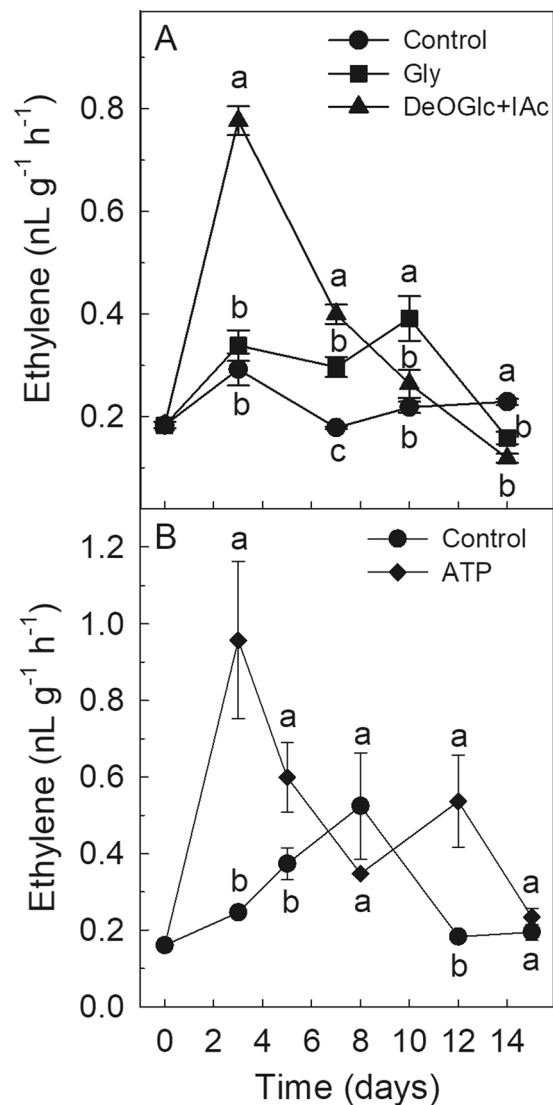 A
Control
Gly
DeOGlc+IAc
Ethylene (nL g⁻¹ h⁻¹)
0.8
0.6
0.4
0.2
a
b
b
a
b
c
a
b
b
a
b
b
B
Control
ATP
Ethylene (nL g⁻¹ h⁻¹)
1.2
1.0
0.8
0.6
0.4
0.2
0.0
a
b
a
b
a
a
a
b
a
a
0 2 4 6 8 10 12 14
Time (days)